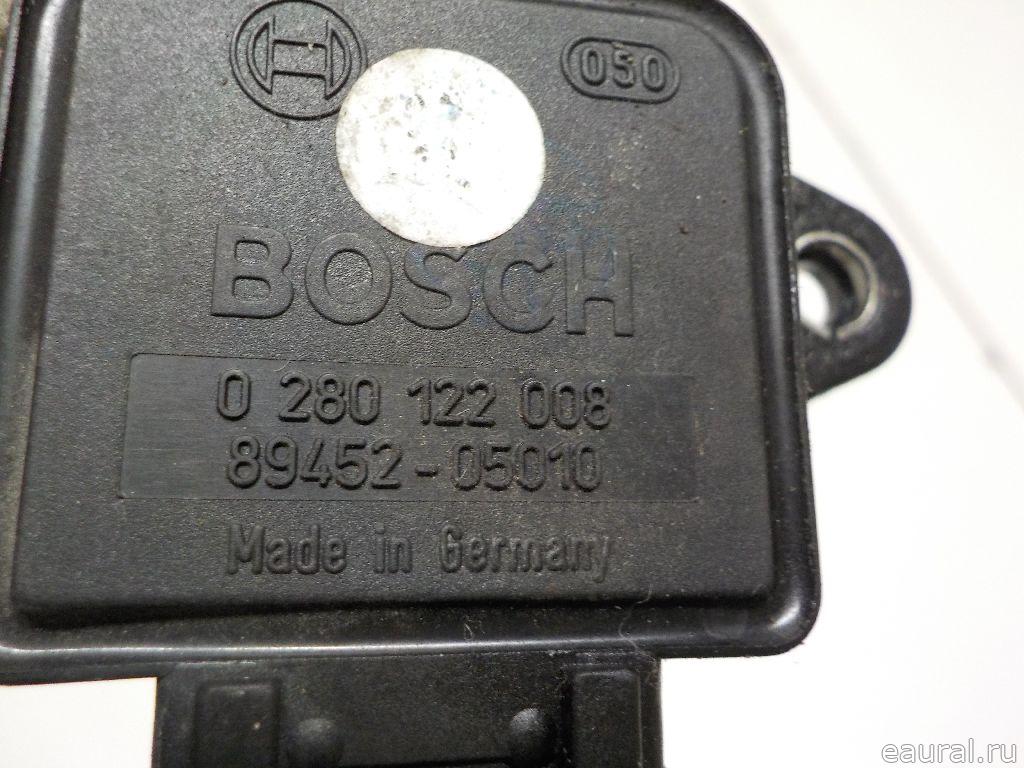 050
BOSCH
0 280 122 008
89452-05010
Made in Germany
eaural.ru